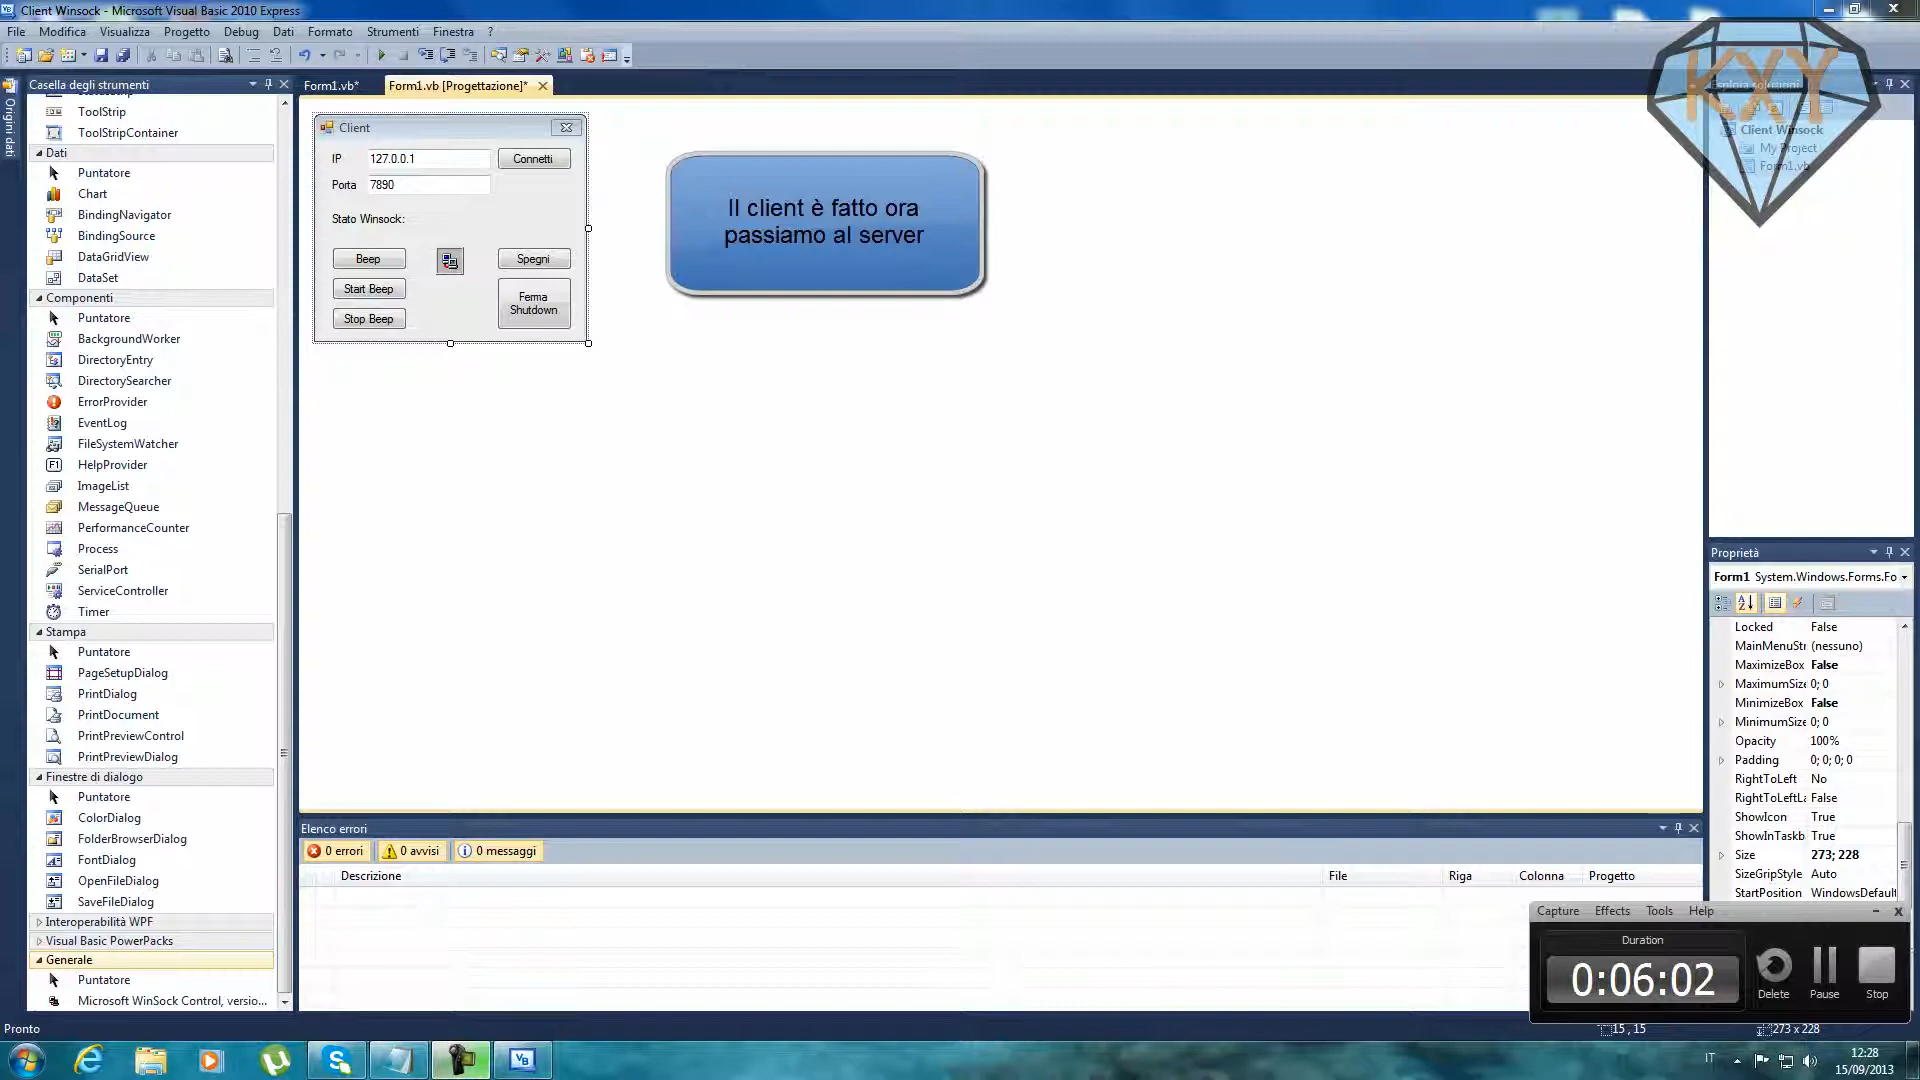 Client Winsock - Microsoft Visual Basic 2010 Express
File Modifica Visualizza Progetto Debug Dati Formato Strumenti Finestra ?
Casella degli strumenti
Form1.vb* Form1.vb [Progettazione]*
Origini dati
ToolStrip
ToolStripContainer
Dati
Puntatore
Chart
BindingNavigator
BindingSource
DataGridView
DataSet
Componenti
Puntatore
BackgroundWorker
DirectoryEntry
DirectorySearcher
ErrorProvider
EventLog
FileSystemWatcher
HelpProvider
ImageList
MessageQueue
PerformanceCounter
Process
SerialPort
ServiceController
Timer
Stampa
Puntatore
PageSetupDialog
PrintDialog
PrintDocument
PrintPreviewControl
PrintPreviewDialog
Finestre di dialogo
Puntatore
ColorDialog
FolderBrowserDialog
FontDialog
OpenFileDialog
SaveFileDialog
Interoperabilità WPF
Visual Basic PowerPacks
Generale
Puntatore
Microsoft WinSock Control, versio...
Client
IP 127.0.0.1 Connetti
Porta 7890
Stato Winsock:
Beep Spegni
Start Beep
Ferma
Shutdown
Stop Beep
Il client è fatto ora
passiamo al server
KXY
Esplora soluzioni
Client Winsock
My Project
Form1.vb
Proprietà
Form1 System.Windows.Forms.Fo
Locked False
MainMenuStr (nessuno)
MaximizeBox False
MaximumSize 0; 0
MinimizeBox False
MinimumSize 0; 0
Opacity 100%
Padding 0; 0; 0; 0
RightToLeft No
RightToLeftLa False
ShowIcon True
ShowInTaskb True
Size 273; 228
SizeGripStyle Auto
StartPosition WindowsDefault
Elenco errori
0 errori 0 avvisi 0 messaggi
Descrizione File Riga Colonna Progetto
Capture Effects Tools Help
Duration
0:06:02
Delete Pause Stop
Pronto 15 , 15 273 x 228
IT
12:28
15/09/2013